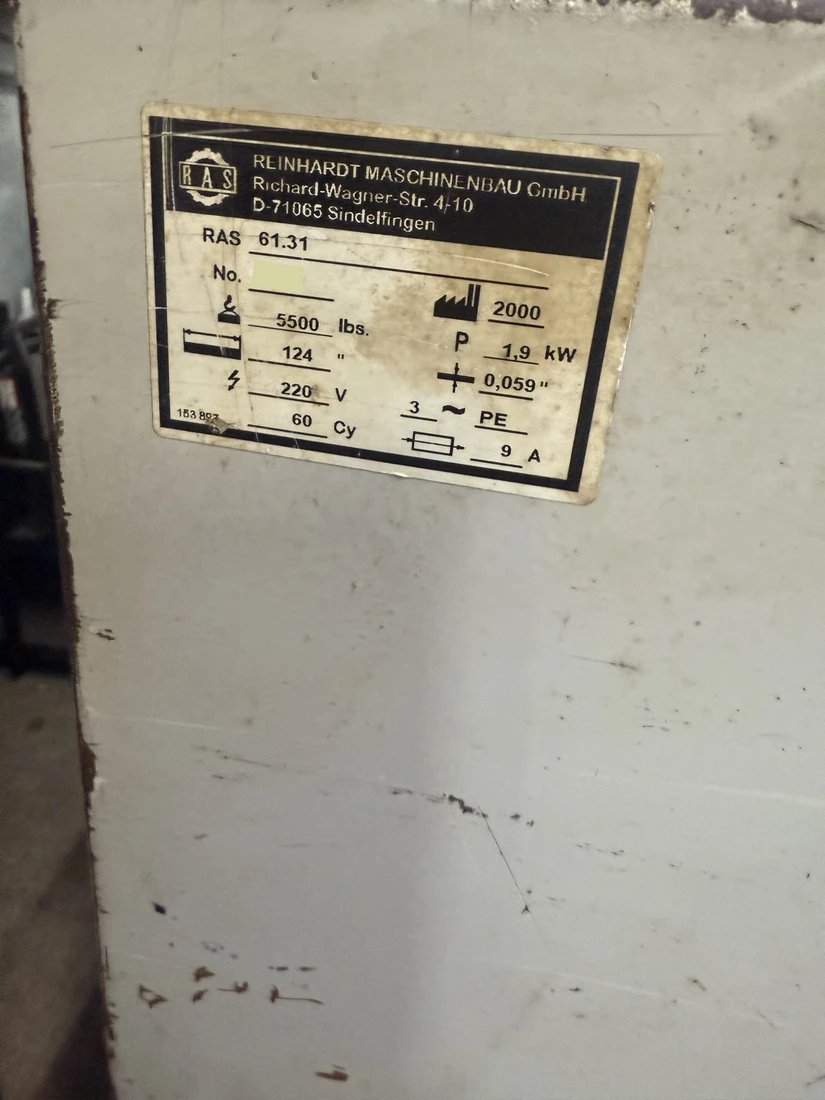 RAS
REINHARDT MASCHINENBAU GmbH
Richard-Wagner-Str. 4-10
D-71065 Sindelfingen
RAS 61.31
No.
2000
5500 lbs.
P 1,9 kW
124 "
0,059"
220 V
3 ~ PE
153 897
60 Cy
9 A